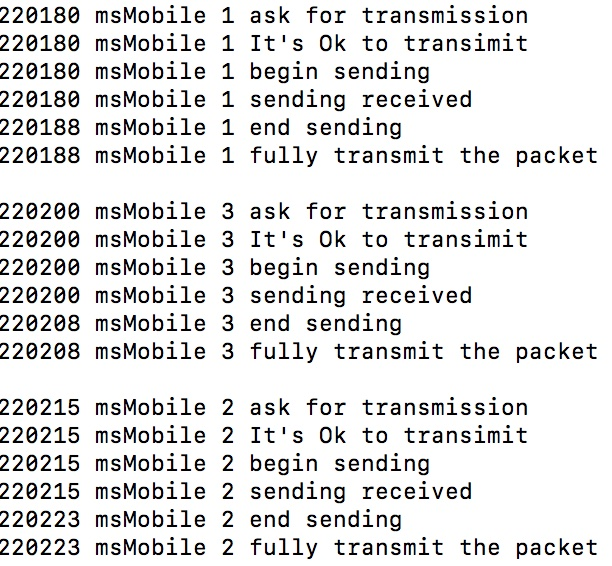 220180 msMobile 1 ask for transmission
220180 msMobile 1 It's Ok to transimit
220180 msMobile 1 begin sending
220180 msMobile 1 sending received
220188 msMobile 1 end sending
220188 msMobile 1 fully transmit the packet
220200 msMobile 3 ask for transmission
220200 msMobile 3 It's Ok to transimit
220200 msMobile 3 begin sending
220200 msMobile 3 sending received
220208 msMobile 3 end sending
220208 msMobile 3 fully transmit the packet
220215 msMobile 2 ask for transmission
220215 msMobile 2 It's Ok to transimit
220215 msMobile 2 begin sending
220215 msMobile 2 sending received
220223 msMobile 2 end sending
220223 msMobile 2 fully transmit the packet